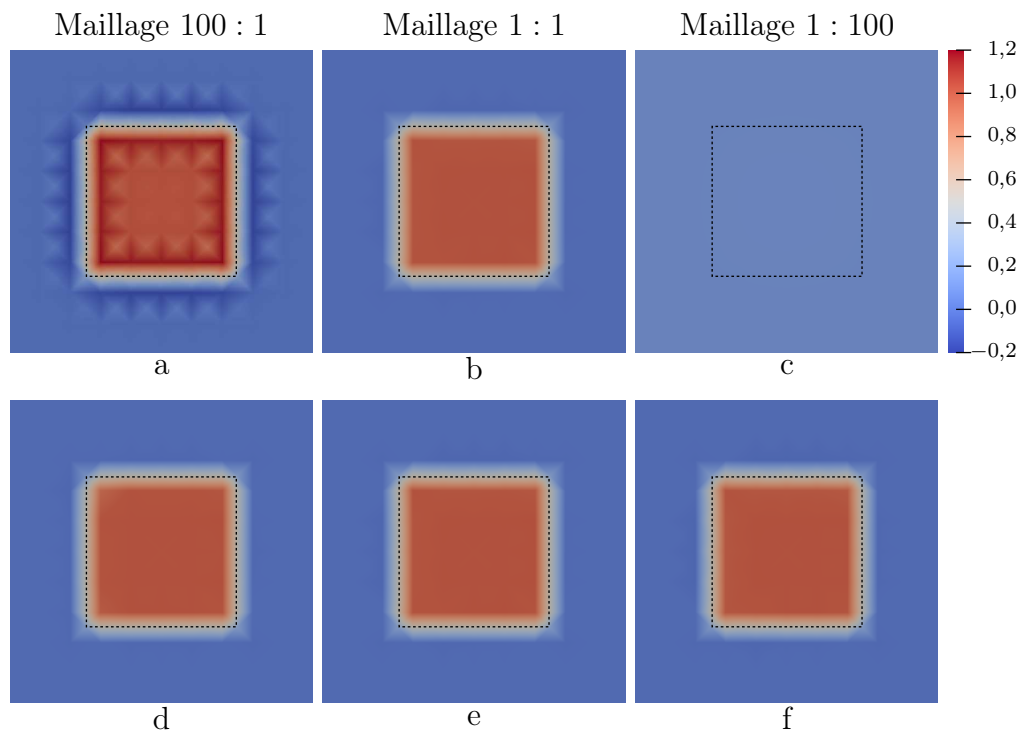 Maillage 100 : 1
Maillage 1 : 1
Maillage 1 : 100
1,2
1,0
0,8
0,6
0,4
0,2
0,0
−0,2
a
b
c
d
e
f